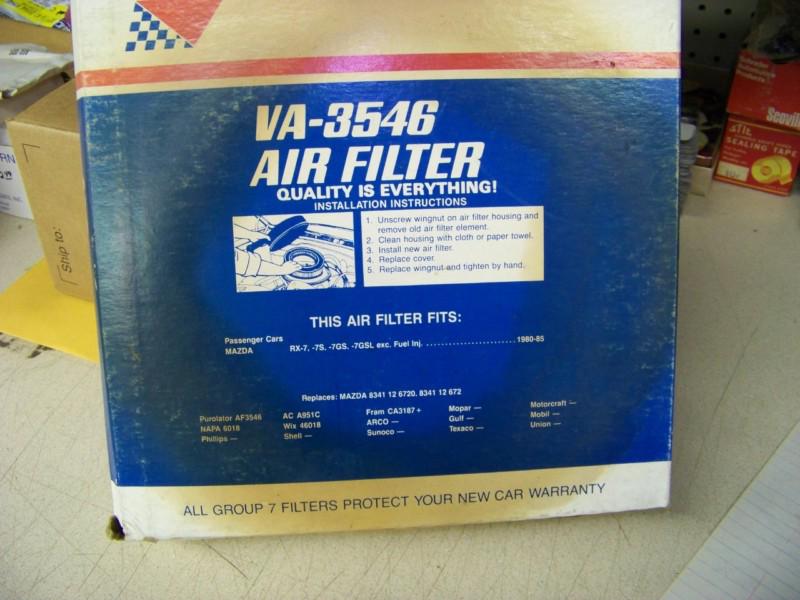 VA-3546
AIR FILTER
QUALITY IS EVERYTHING!
INSTALLATION INSTRUCTIONS
1. Unscrew wingnut on air filter housing and
remove old air filter element.
2. Clean housing with cloth or paper towel.
3. Install new air filter.
4. Replace cover.
5. Replace wingnut and tighten by hand.
THIS AIR FILTER FITS:
Passenger Cars
MAZDA RX-7, -7S, -7GS, -7GSL exc. Fuel Inj. ........................ 1980-85
Replaces: MAZDA 8341 12 6720, 8341 12 672
Purolator AF3546 AC A951C Fram CA3187+ Mopar — Motorcraft —
NAPA 6018 Wix 46018 ARCO — Gulf — Mobil —
Phillips — Shell — Sunoco — Texaco — Union —
ALL GROUP 7 FILTERS PROTECT YOUR NEW CAR WARRANTY
Ship to:
Schrader
Automotive
Products
Scovill
SEALING TAPE